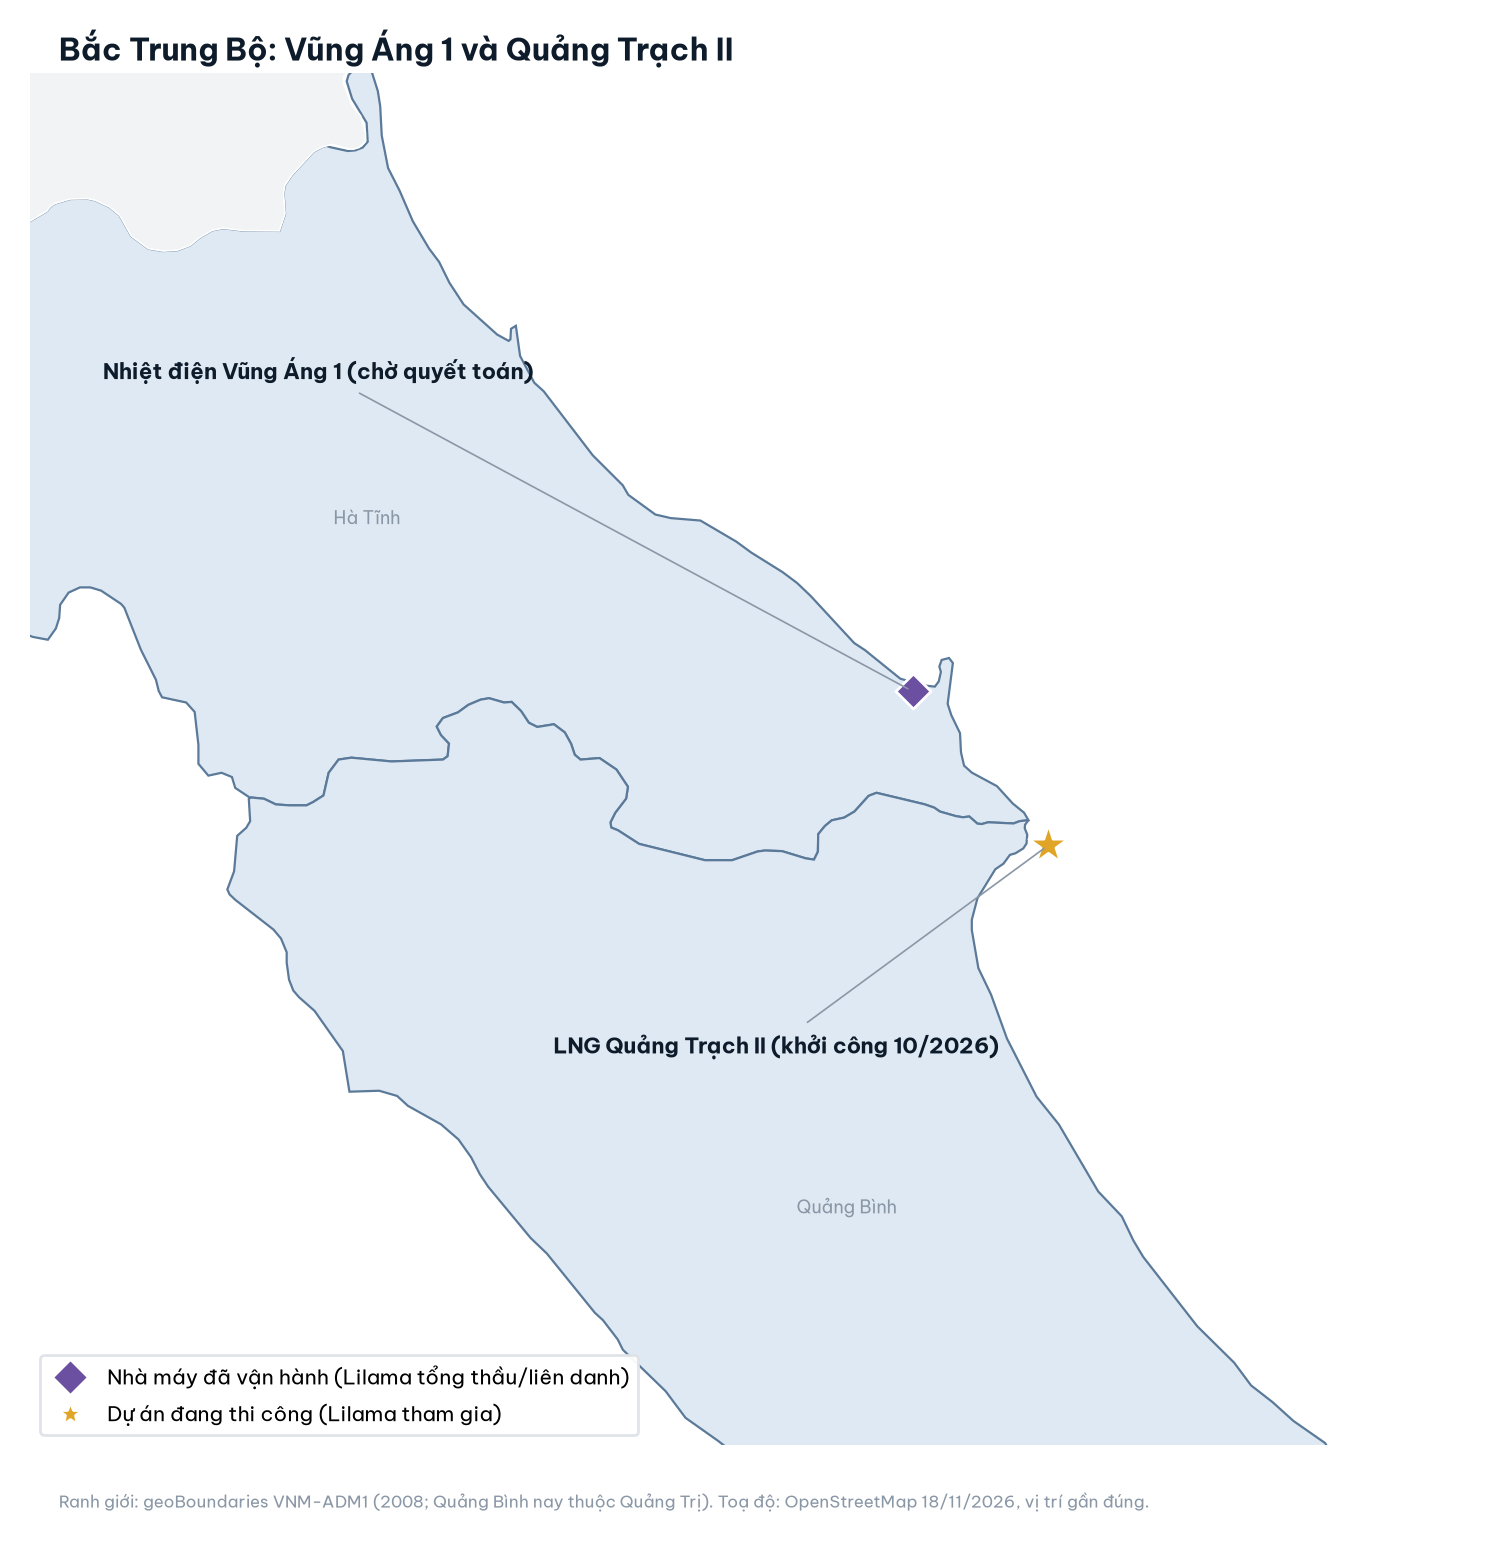 Bắc Trung Bộ: Vũng Áng 1 và Quảng Trạch II
Nhiệt điện Vũng Áng 1 (chờ quyết toán)
Hà Tĩnh
LNG Quảng Trạch II (khởi công 10/2026)
Quảng Bình
Nhà máy đã vận hành (Lilama tổng thầu/liên danh)
Dự án đang thi công (Lilama tham gia)
Ranh giới: geoBoundaries VNM-ADM1 (2008; Quảng Bình nay thuộc Quảng Trị). Toạ độ: OpenStreetMap 18/11/2026, vị trí gần đúng.